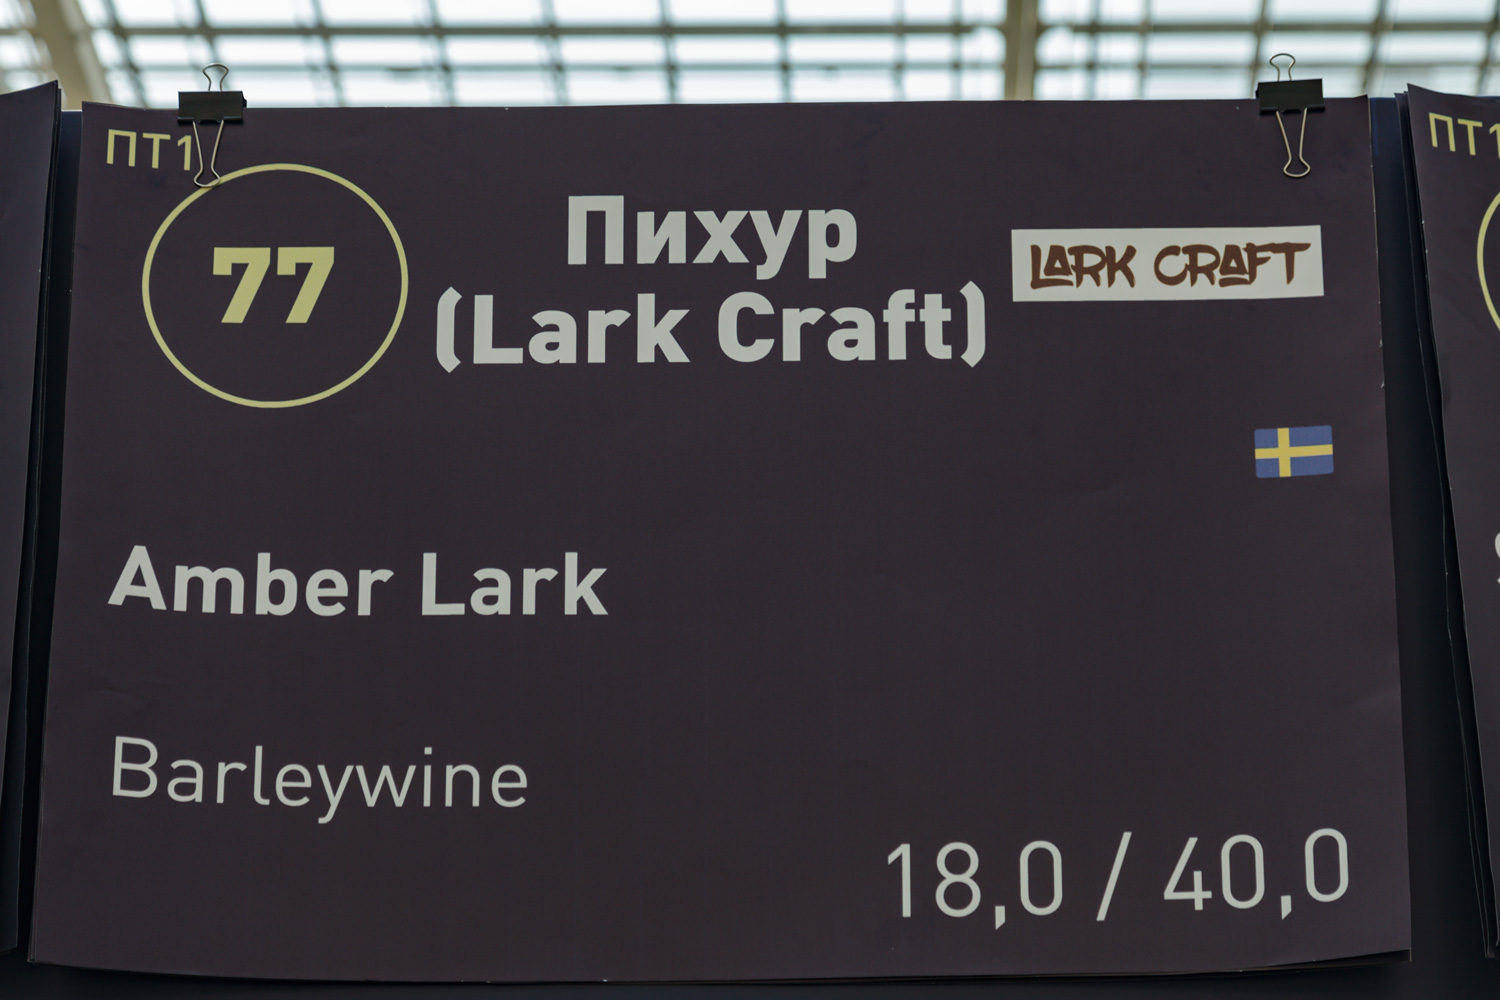 ПТ1
77
Пихур
(Lark Craft)
LARK CRAFT
Amber Lark
Barleywine
18,0 / 40,0
ПТ1